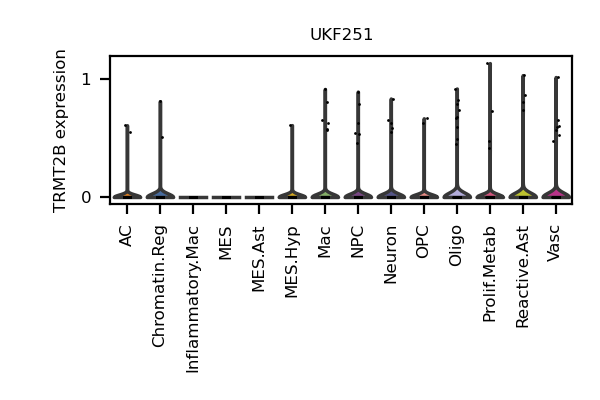 UKF251
TRMT2B expression
1
0
AC
Chromatin.Reg
Inflammatory.Mac
MES
MES.Ast
MES.Hyp
Mac
NPC
Neuron
OPC
Oligo
Prolif.Metab
Reactive.Ast
Vasc